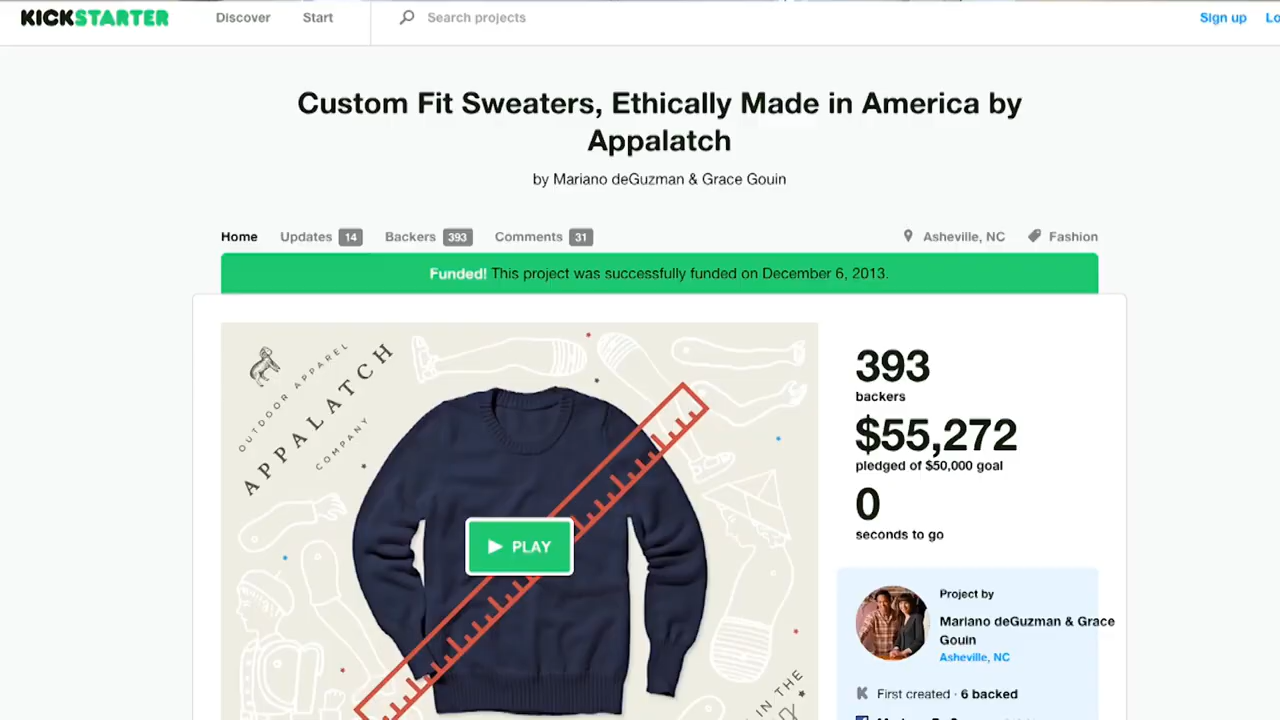 KICKSTARTER
Discover
Start
Search projects
Sign up
Lo
Custom Fit Sweaters, Ethically Made in America by
Appalatch
by Mariano deGuzman & Grace Gouin
Home
Updates 14
Backers 393
Comments 31
Asheville, NC
Fashion
Funded! This project was successfully funded on December 6, 2013.
OUTDOOR APPAREL
APPALATCH
COMPANY
PLAY
IN THE
393
backers
$55,272
pledged of $50,000 goal
0
seconds to go
Project by
Mariano deGuzman & Grace
Gouin
Asheville, NC
First created · 6 backed